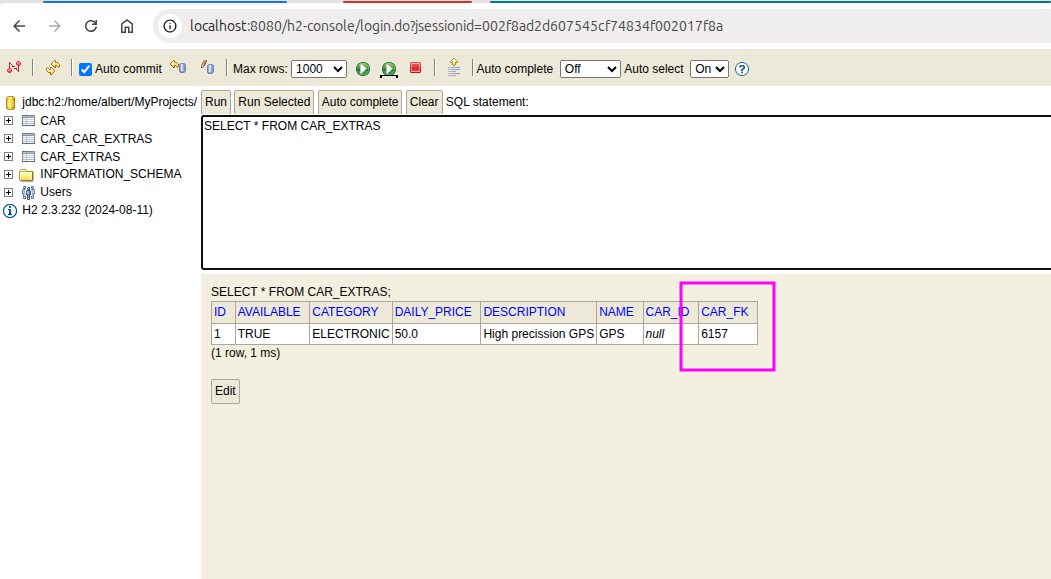 localhost:8080/h2-console/login.do?jsessionid=002f8ad2d607545cf74834f002017f8a
Auto commit Max rows: 1000 Auto complete Off Auto select On ?
jdbc:h2:/home/albert/MyProjects/
CAR
CAR_CAR_EXTRAS
CAR_EXTRAS
INFORMATION_SCHEMA
Users
H2 2.3.232 (2024-08-11)
Run Run Selected Auto complete Clear SQL statement:
SELECT * FROM CAR_EXTRAS
SELECT * FROM CAR_EXTRAS;
ID AVAILABLE CATEGORY DAILY_PRICE DESCRIPTION NAME CAR_ID CAR_FK
1 TRUE ELECTRONIC 50.0 High precission GPS GPS null 6157
(1 row, 1 ms)
Edit